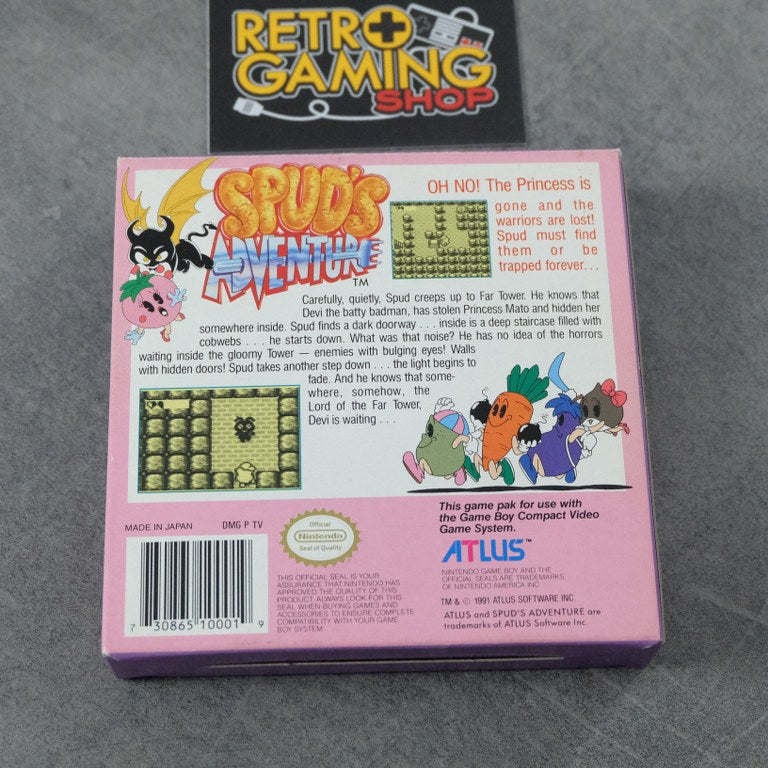 RETRO
GAMING
SHOP
SPUD'S
ADVENTURE
TM
OH NO! The Princess is
gone and the
warriors are lost!
Spud must find
them or be
trapped forever...
Carefully, quietly, Spud creeps up to Far Tower. He knows that
Devi the batty badman, has stolen Princess Mato and hidden her
somewhere inside. Spud finds a dark doorway . . . inside is a deep staircase filled with
cobwebs . . . he starts down. What was that noise? He has no idea of the horrors
waiting inside the gloomy Tower — enemies with bulging eyes! Walls
with hidden doors! Spud takes another step down . . . the light begins to
fade. And he knows that some-
where, somehow, the
Lord of the Far Tower,
Devi is waiting . . .
MADE IN JAPAN DMG P TV
Official
Nintendo
Seal of Quality
THIS OFFICIAL SEAL IS YOUR
ASSURANCE THAT NINTENDO HAS
APPROVED THE QUALITY OF THIS
PRODUCT. ALWAYS LOOK FOR THIS
SEAL WHEN BUYING GAMES AND
ACCESSORIES TO ENSURE COMPLETE
COMPATIBILITY WITH YOUR GAME
BOY SYSTEM
7 30865 10001 9
This game pak for use with
the Game Boy Compact Video
Game System.
ATLUS™
NINTENDO GAME BOY AND THE
OFFICIAL SEALS ARE TRADEMARKS
OF NINTENDO AMERICA INC
TM & © 1991 ATLUS SOFTWARE INC.
ATLUS and SPUD'S ADVENTURE are
trademarks of ATLUS Software Inc.